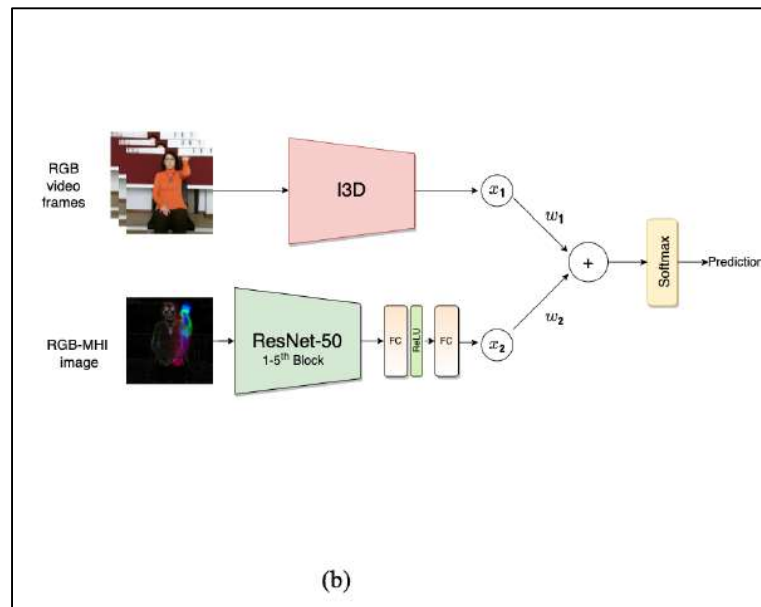 RGB
video
frames
I3D
x₁
w₁
+
Softmax
Prediction
RGB-MHI
image
ResNet-50
1-5ᵗʰ Block
FC
ReLU
FC
x₂
w₂
(b)